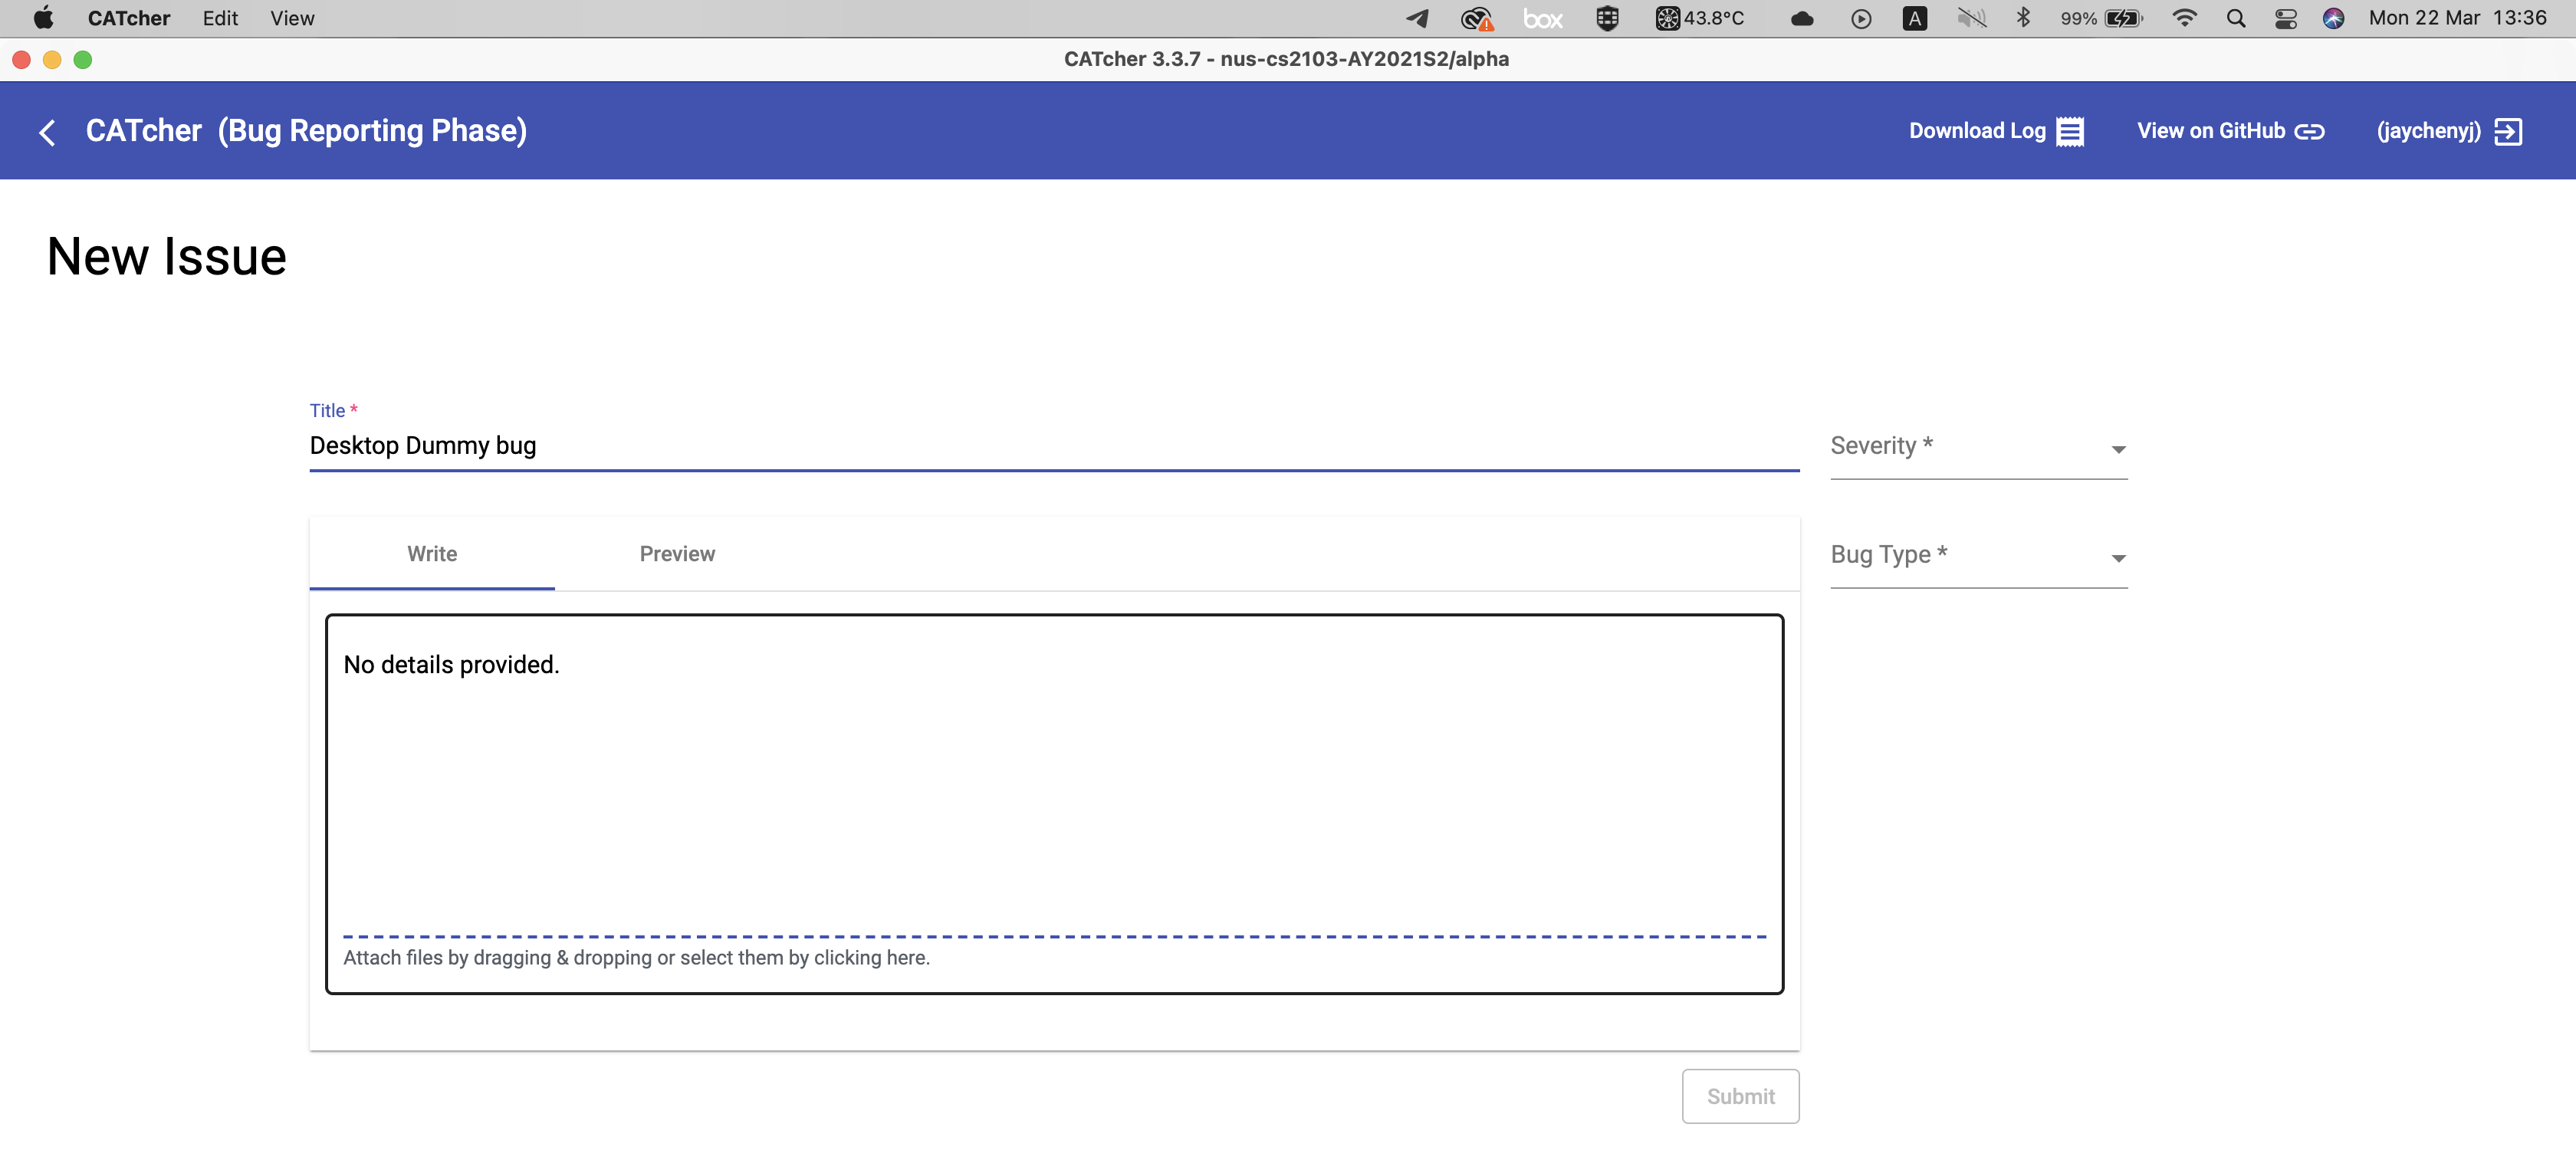 CATcher Edit View box 43.8°C A 99% Mon 22 Mar 13:36
CATcher 3.3.7 - nus-cs2103-AY2021S2/alpha
CATcher (Bug Reporting Phase) Download Log View on GitHub (jaychenyj)
New Issue
Title *
Desktop Dummy bug
Severity *
Write Preview
Bug Type *
No details provided.
Attach files by dragging & dropping or select them by clicking here.
Submit